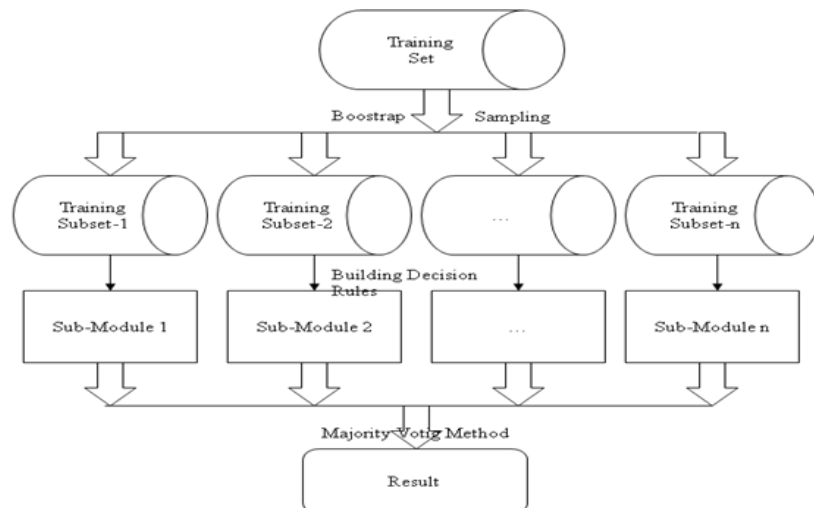 Training
Set
Boostrap Sampling
Training
Subset-1
Training
Subset-2
...
Training
Subset-n
Building Decision
Rules
Sub-Module 1
Sub-Module 2
...
Sub-Module n
Majority Votig Method
Result